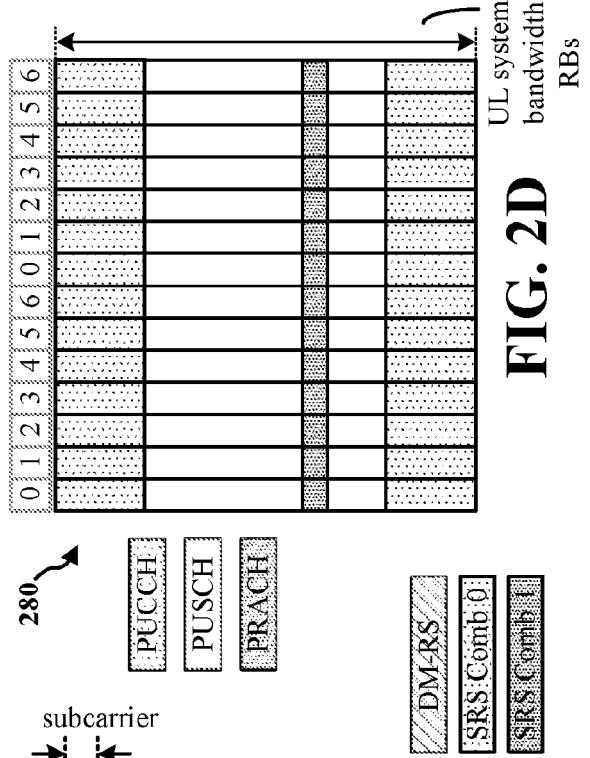 0 1 2 3 4 5 6 0 1 2 3 4 5 6
UL system
bandwidth
RBs
280
PUCCH
PUSCH
PRACH
FIG. 2D
subcarrier
DM-RS
SRS Comb 0
SRS Comb 1